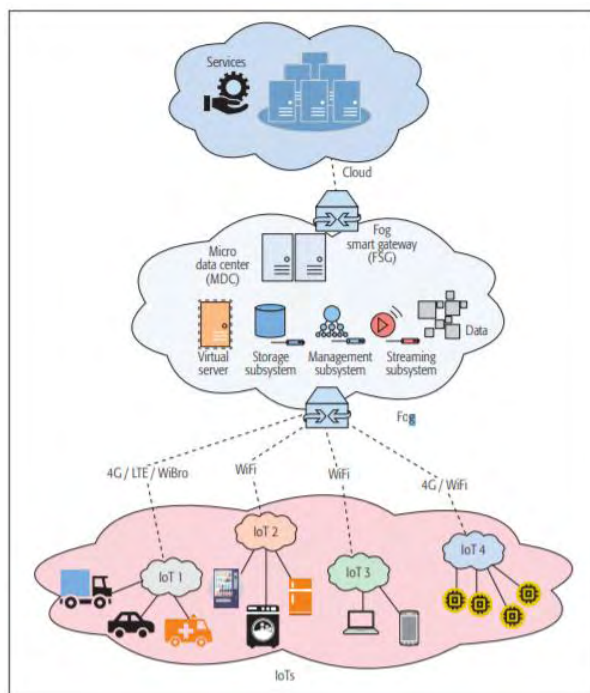 Services
Cloud
Fog
smart gateway
(FSG)
Micro
data center
(MDC)
Data
Virtual
server
Storage
subsystem
Management
subsystem
Streaming
subsystem
Fog
4G / LTE / WiBro
WiFi
WiFi
4G / WiFi
IoT 1
IoT 2
IoT 3
IoT 4
IoTs